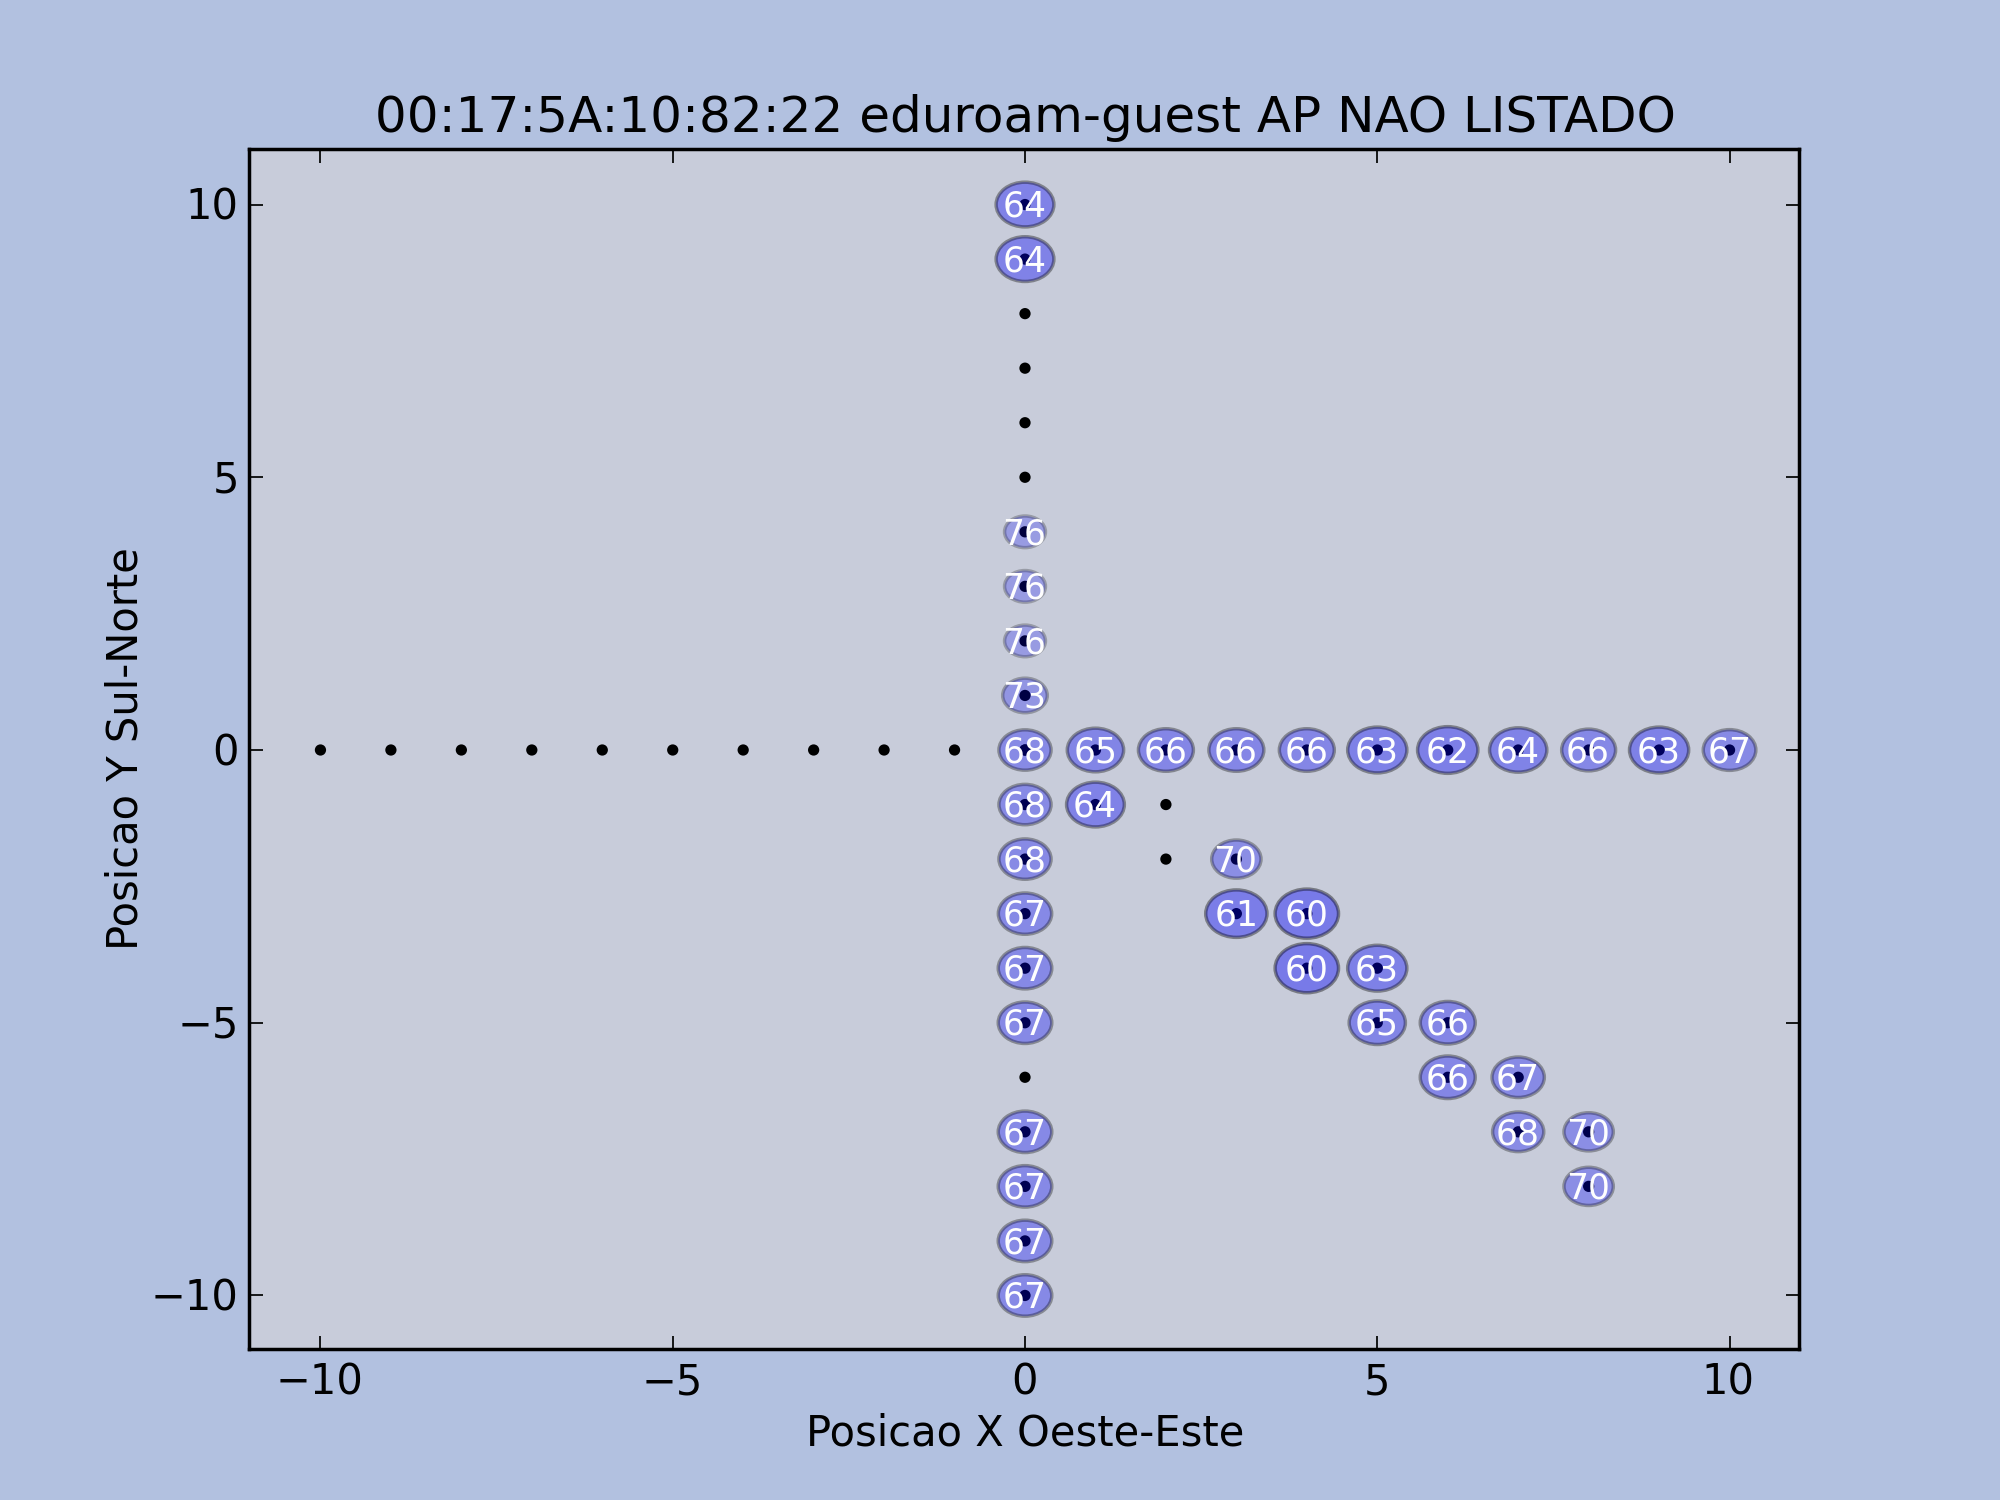 00:17:5A:10:82:22 eduroam-guest AP NAO LISTADO
10
64
64
5
76
76
76
73
0
68 65 66 66 66 63 62 64 66 63 67
68 64
68 70
67 61 60
67 60 63
−5
67 65 66
66 67
67 68 70
67 70
67
−10
67
−10 −5 0 5 10
Posicao X Oeste-Este
Posicao Y Sul-Norte